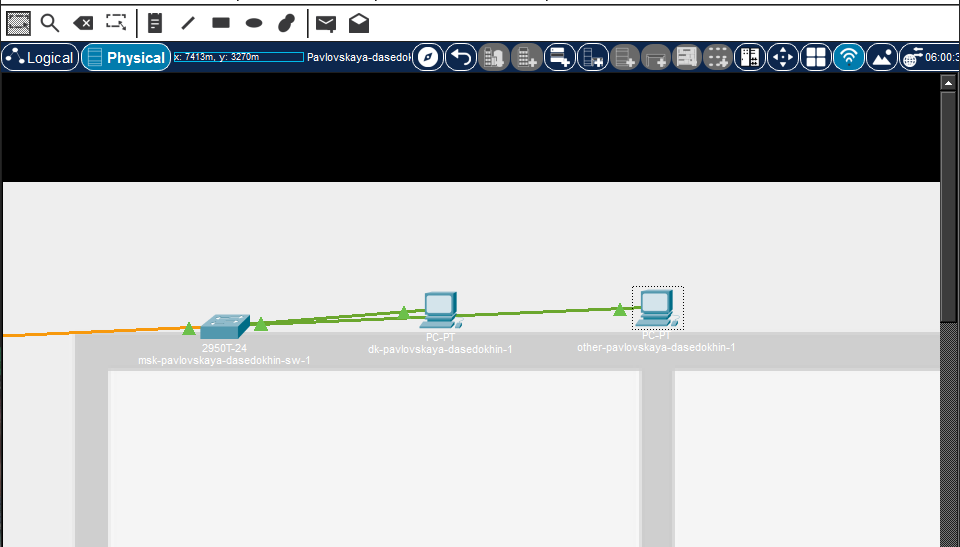 Logical
Physical
x: 7413m, y: 3270m
Pavlovskaya-dasedok
06:00:3
2950T-24
msk-pavlovskaya-dasedokhin-sw-1
PC-PT
dk-pavlovskaya-dasedokhin-1
PC-PT
other-pavlovskaya-dasedokhin-1